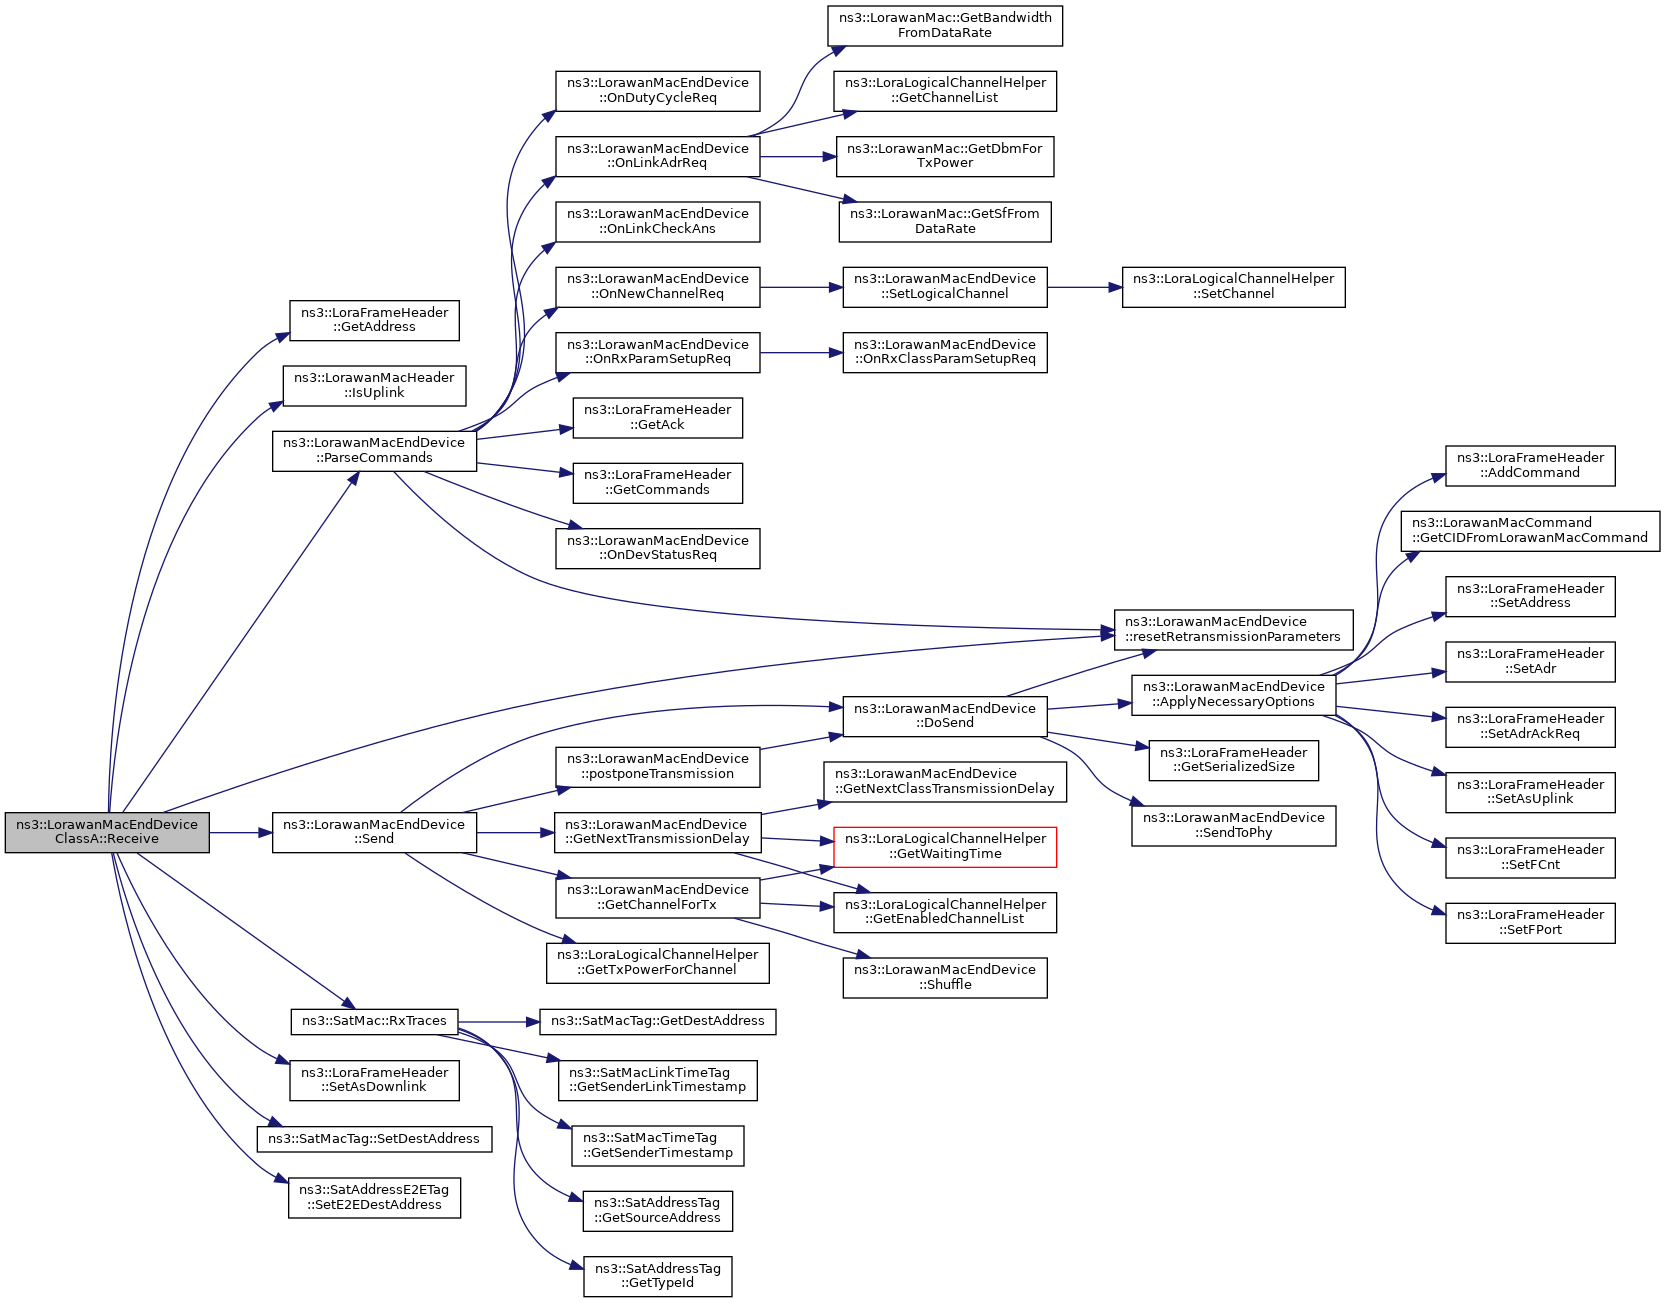 ns3::LorawanMac::GetBandwidth
FromDataRate
ns3::LorawanMacEndDevice
::OnDutyCycleReq
ns3::LoraLogicalChannelHelper
::GetChannelList
ns3::LorawanMacEndDevice
::OnLinkAdrReq
ns3::LorawanMac::GetDbmFor
TxPower
ns3::LorawanMacEndDevice
::OnLinkCheckAns
ns3::LorawanMac::GetSfFrom
DataRate
ns3::LorawanMacEndDevice
::OnNewChannelReq
ns3::LorawanMacEndDevice
::SetLogicalChannel
ns3::LoraLogicalChannelHelper
::SetChannel
ns3::LoraFrameHeader
::GetAddress
ns3::LorawanMacEndDevice
::OnRxParamSetupReq
ns3::LorawanMacEndDevice
::OnRxClassParamSetupReq
ns3::LorawanMacHeader
::IsUplink
ns3::LoraFrameHeader
::GetAck
ns3::LorawanMacEndDevice
::ParseCommands
ns3::LoraFrameHeader
::GetCommands
ns3::LoraFrameHeader
::AddCommand
ns3::LorawanMacEndDevice
::OnDevStatusReq
ns3::LorawanMacCommand
::GetCIDFromLorawanMacCommand
ns3::LoraFrameHeader
::SetAddress
ns3::LorawanMacEndDevice
::resetRetransmissionParameters
ns3::LoraFrameHeader
::SetAdr
ns3::LorawanMacEndDevice
::DoSend
ns3::LorawanMacEndDevice
::ApplyNecessaryOptions
ns3::LoraFrameHeader
::SetAdrAckReq
ns3::LorawanMacEndDevice
::postponeTransmission
ns3::LoraFrameHeader
::GetSerializedSize
ns3::LorawanMacEndDevice
::GetNextClassTransmissionDelay
ns3::LoraFrameHeader
::SetAsUplink
ns3::LorawanMacEndDevice
ClassA::Receive
ns3::LorawanMacEndDevice
::Send
ns3::LorawanMacEndDevice
::GetNextTransmissionDelay
ns3::LoraLogicalChannelHelper
::GetWaitingTime
ns3::LorawanMacEndDevice
::SendToPhy
ns3::LoraFrameHeader
::SetFCnt
ns3::LorawanMacEndDevice
::GetChannelForTx
ns3::LoraLogicalChannelHelper
::GetEnabledChannelList
ns3::LoraFrameHeader
::SetFPort
ns3::LoraLogicalChannelHelper
::GetTxPowerForChannel
ns3::LorawanMacEndDevice
::Shuffle
ns3::SatMac::RxTraces
ns3::SatMacTag::GetDestAddress
ns3::LoraFrameHeader
::SetAsDownlink
ns3::SatMacLinkTimeTag
::GetSenderLinkTimestamp
ns3::SatMacTag::SetDestAddress
ns3::SatMacTimeTag
::GetSenderTimestamp
ns3::SatAddressE2ETag
::SetE2EDestAddress
ns3::SatAddressTag
::GetSourceAddress
ns3::SatAddressTag
::GetTypeId